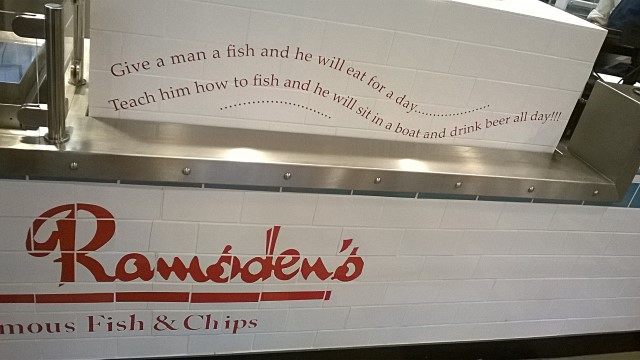 Give a man a fish and he will eat for a day....................
Teach him how to fish and he will sit in a boat and drink beer all day!!!
............................
Ramsden's
mous Fish & Chips